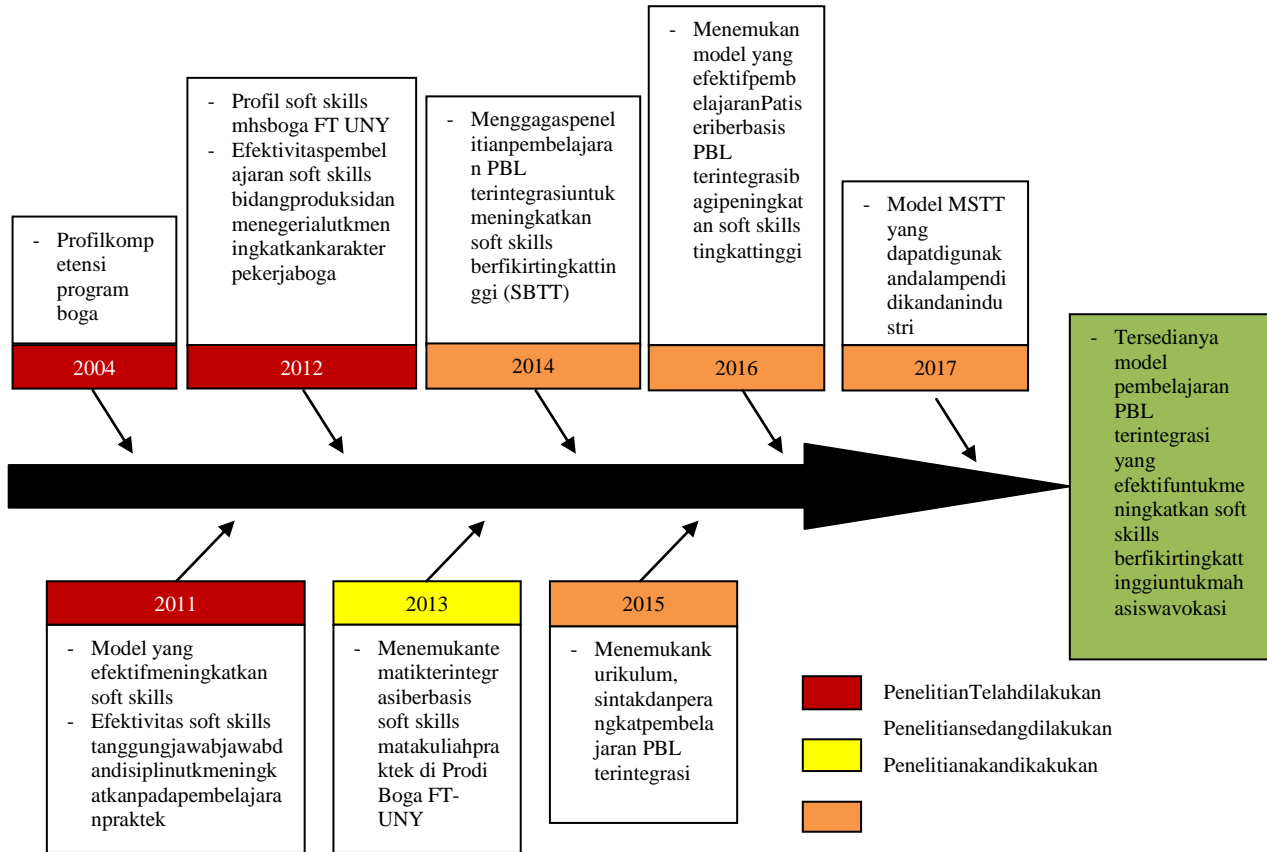 - Profilkomp
etensi
program
boga
2004
- Profil soft skills
mhsboga FT UNY
- Efektivitaspembel
ajaran soft skills
bidangproduksidan
menegerialutkmen
ingkatkankarakter
pekerjaboga
2012
- Menggagaspenel
itianpembelajara
n PBL
terintegrasiuntuk
meningkatkan
soft skills
berfikirtingkattin
ggi (SBTT)
2014
- Menemukan
model yang
efektifpemb
elajaranPatis
eriberbasis
PBL
terintegrasib
agipeningkat
an soft skills
tingkattinggi
2016
- Model MSTT
yang
dapatdigunak
andalampendi
dikandanindu
stri
2017
- Tersedianya
model
pembelajaran
PBL
terintegrasi
yang
efektifuntukme
ningkatkan soft
skills
berfikirtingkatt
inggiuntukmah
asiswavokasi
2011
- Model yang
efektifmeningkatkan
soft skills
- Efektivitas soft skills
tanggungjawabjawabd
andisiplinutkmeningk
atkanpadapembelajara
npraktek
2013
- Menemukante
matikterintegr
asiberbasis
soft skills
matakuliahpra
ktek di Prodi
Boga FT-
UNY
2015
- Menemukank
urikulum,
sintakdanpera
ngkatpembela
jaran PBL
terintegrasi
PenelitianTelahdilakukan
Penelitiansedangdilakukan
Penelitianakandikakukan